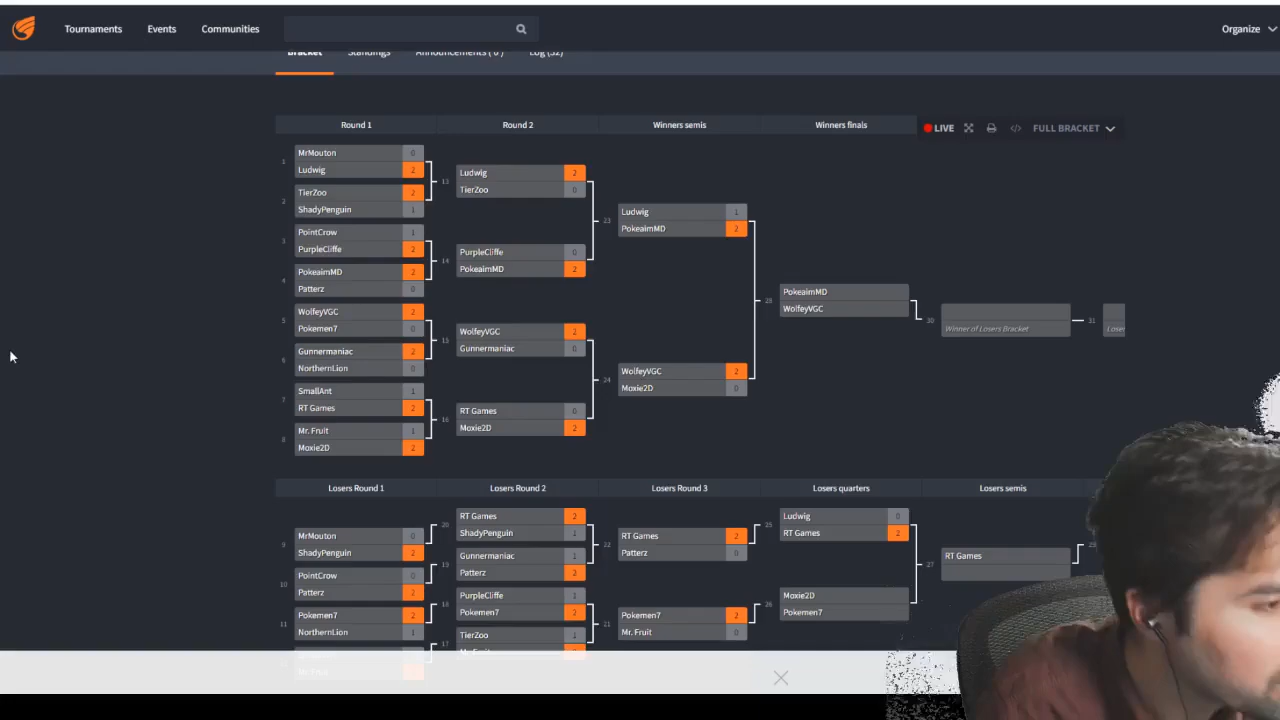 Tournaments Events Communities Organize
Bracket Standings Announcements ( 0 ) Log (32)
Round 1 Round 2 Winners semis Winners finals LIVE </> FULL BRACKET
1
MrMouton 0
Ludwig 2
2
TierZoo 2
ShadyPenguin 1
3
PointCrow 1
PurpleCliffe 2
4
PokeaimMD 2
Patterz 0
5
WolfeyVGC 2
Pokemen7 0
6
Gunnermaniac 2
NorthernLion 0
7
SmallAnt 1
RT Games 2
8
Mr. Fruit 1
Moxie2D 2
13
Ludwig 2
TierZoo 0
14
PurpleCliffe 0
PokeaimMD 2
15
WolfeyVGC 2
Gunnermaniac 0
16
RT Games 0
Moxie2D 2
23
Ludwig 1
PokeaimMD 2
24
WolfeyVGC 2
Moxie2D 0
28
PokeaimMD
WolfeyVGC
30
Winner of Losers Bracket
31
Losers Round 1 Losers Round 2 Losers Round 3 Losers quarters Losers semis
9
MrMouton 0
ShadyPenguin 2
10
PointCrow 0
Patterz 2
11
Pokemen7 2
NorthernLion 1
20
RT Games 2
ShadyPenguin 1
19
Gunnermaniac 1
Patterz 2
18
PurpleCliffe 1
Pokemen7 2
17
TierZoo 1
Mr. Fruit
22
RT Games 2
Patterz 0
21
Pokemen7 2
Mr. Fruit 0
25
Ludwig 0
RT Games 2
26
Moxie2D
Pokemen7
27
RT Games